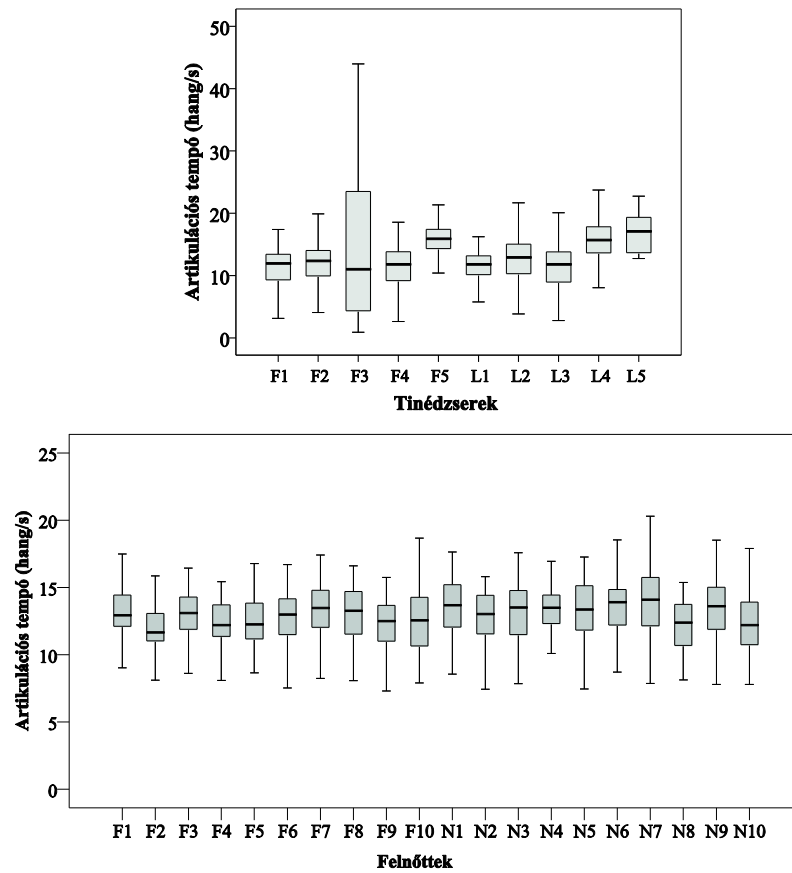 Artikulációs tempó (hang/s)
50
40
30
20
10
0
F1 F2 F3 F4 F5 L1 L2 L3 L4 L5
Tinédzserek
Artikulációs tempó (hang/s)
25
20
15
10
5
0
F1 F2 F3 F4 F5 F6 F7 F8 F9 F10 N1 N2 N3 N4 N5 N6 N7 N8 N9 N10
Felnőttek